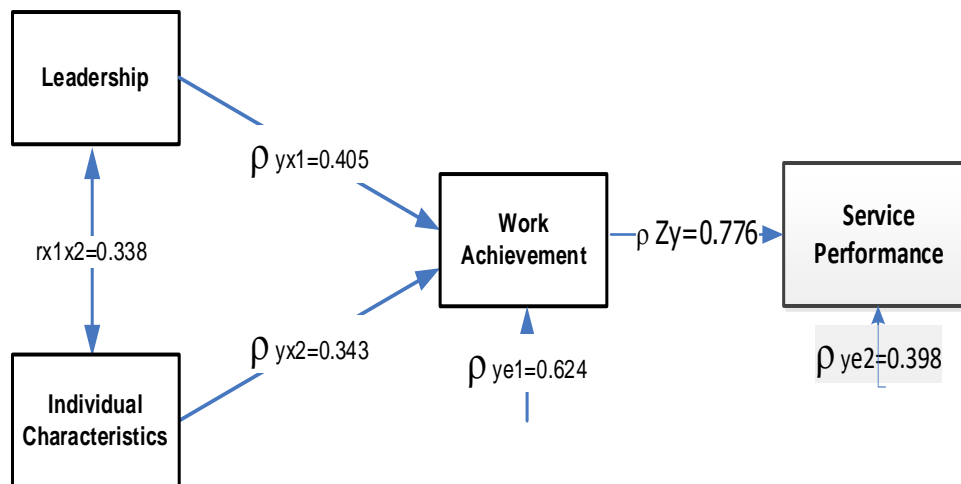 Leadership
ρ yx1=0.405
rx1x2=0.338
Work
Achievement
ρ Zy=0.776
Service
Performance
ρ yx2=0.343
ρ ye1=0.624
ρ ye2=0.398
Individual
Characteristics